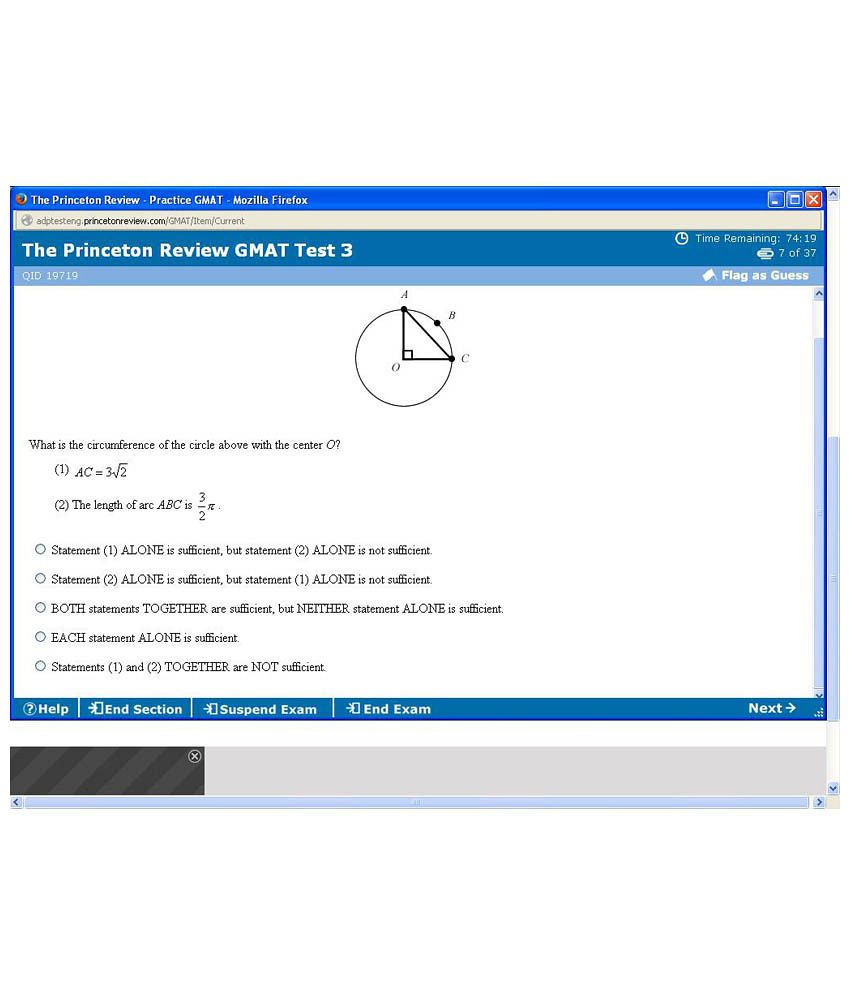 The Princeton Review - Practice GMAT - Mozilla Firefox
adptesteng.princetonreview.com/GMAT/Item/Current
The Princeton Review GMAT Test 3
Time Remaining: 74:19
7 of 37
QID 19719
Flag as Guess
A
B
O
C
What is the circumference of the circle above with the center O?
(1) AC = 3√2
(2) The length of arc ABC is 3/2 π .
Statement (1) ALONE is sufficient, but statement (2) ALONE is not sufficient.
Statement (2) ALONE is sufficient, but statement (1) ALONE is not sufficient.
BOTH statements TOGETHER are sufficient, but NEITHER statement ALONE is sufficient.
EACH statement ALONE is sufficient.
Statements (1) and (2) TOGETHER are NOT sufficient.
? Help
End Section
Suspend Exam
End Exam
Next →